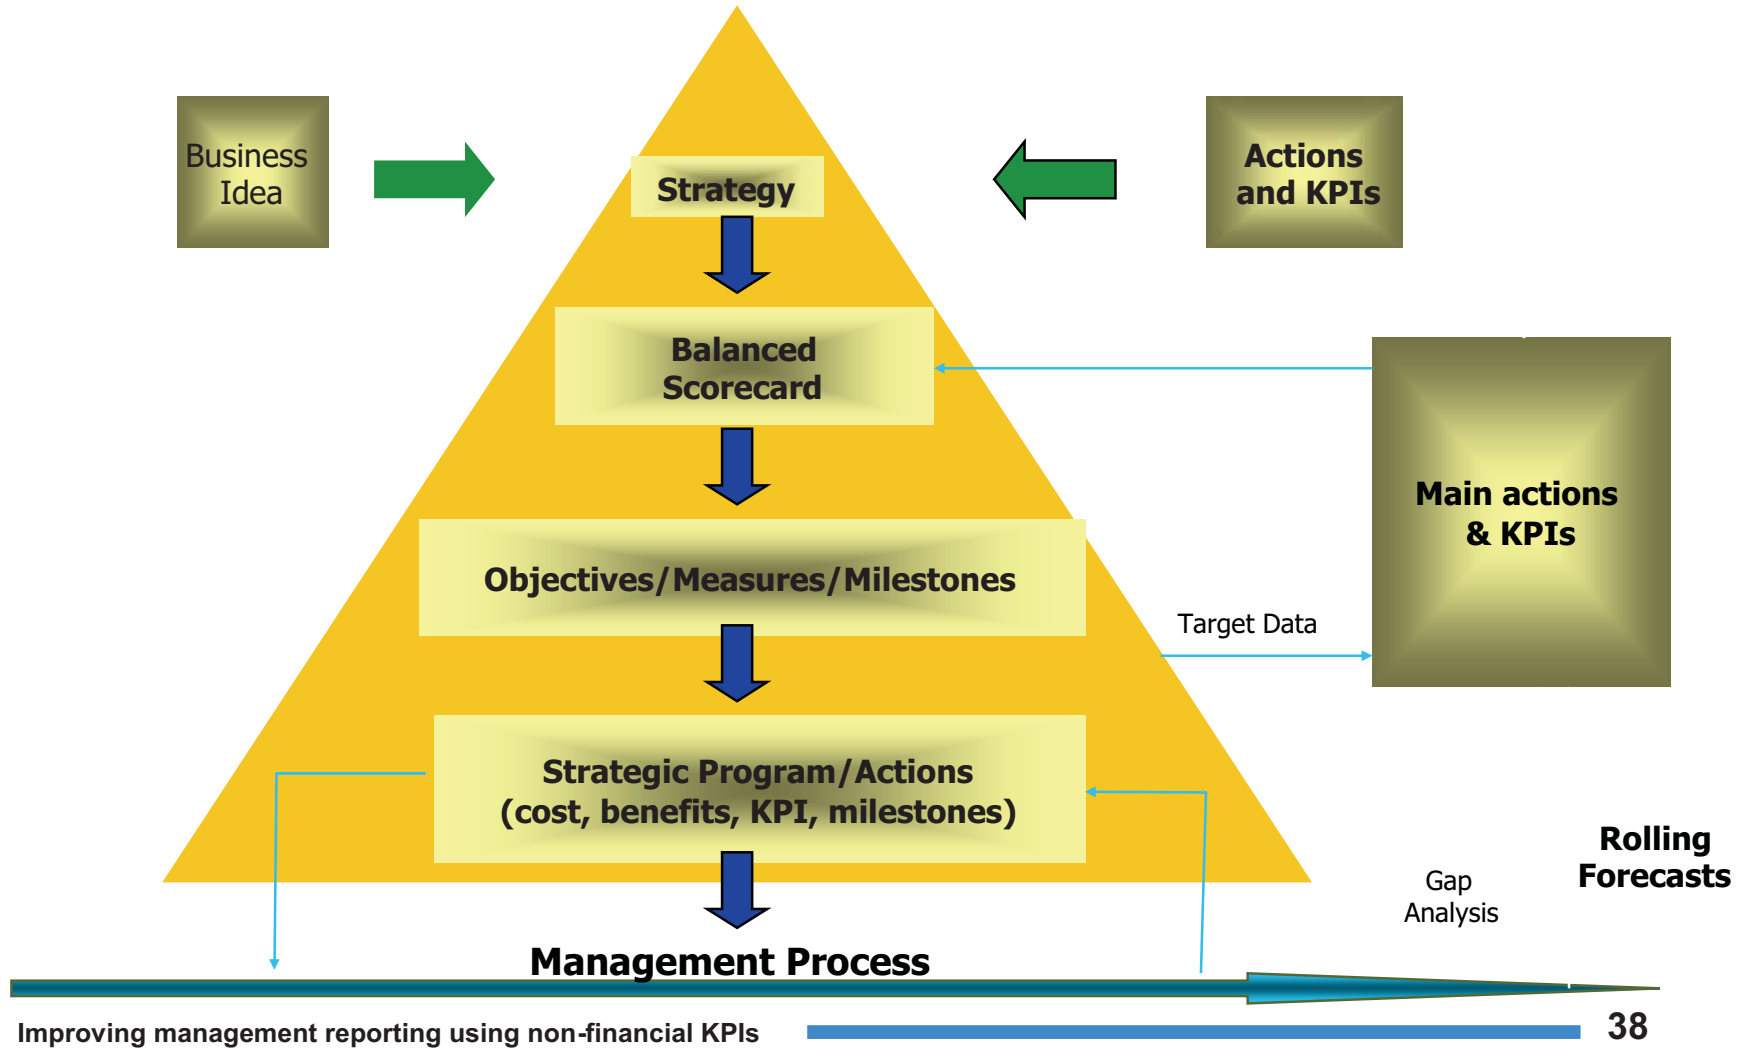 Business
Idea
Strategy
Actions
and KPIs
Balanced
Scorecard
Main actions
& KPIs
Objectives/Measures/Milestones
Target Data
Strategic Program/Actions
(cost, benefits, KPI, milestones)
Rolling
Forecasts
Gap
Analysis
Management Process
Improving management reporting using non-financial KPIs
38